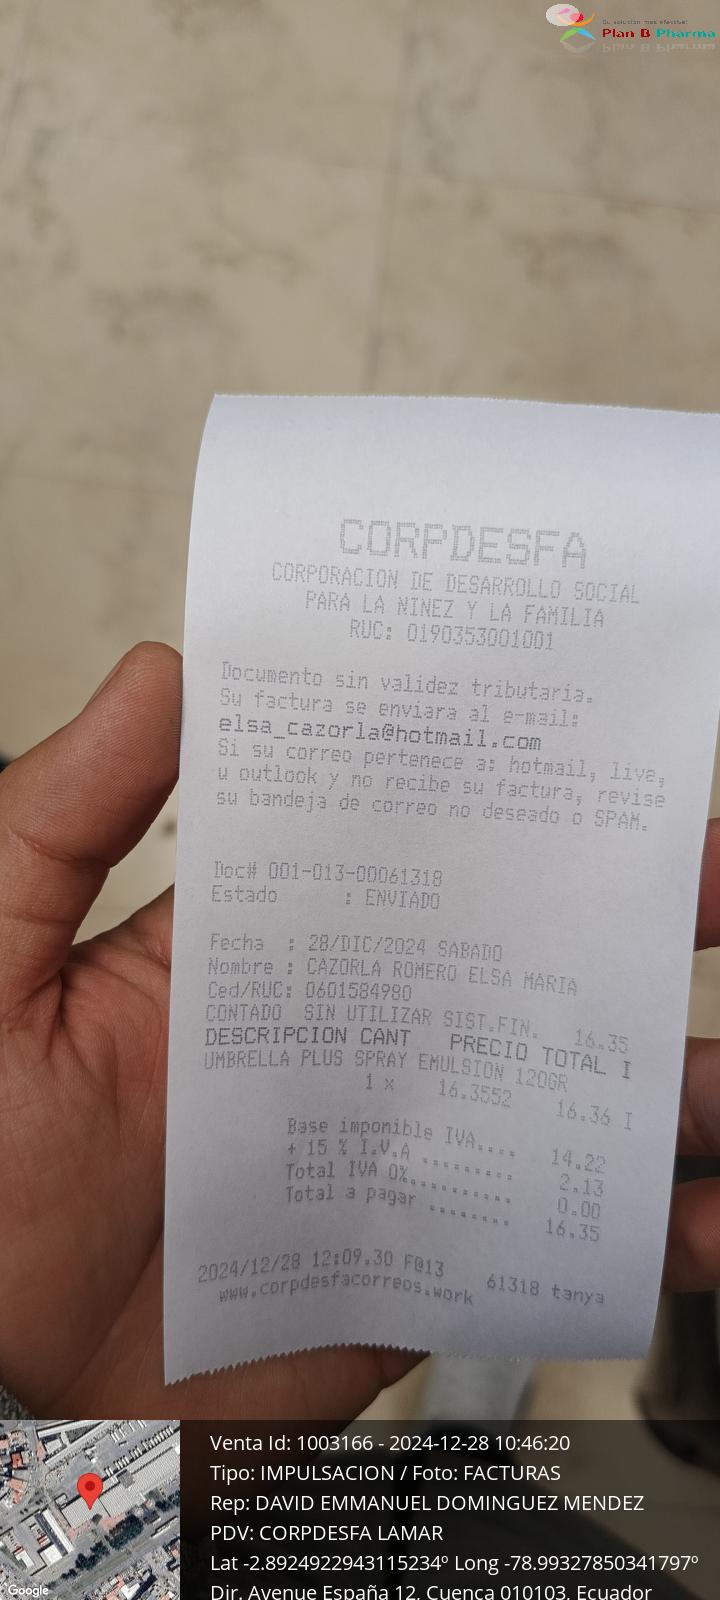 Su solución más efectiva!
Plan B Pharma
CORPDESFA
CORPORACION DE DESARROLLO SOCIAL
PARA LA NINEZ Y LA FAMILIA
RUC: 0190353001001
Documento sin validez tributaria.
Su factura se enviara al e-mail:
elsa_cazorla@hotmail.com
Si su correo pertenece a: hotmail, live,
u outlook y no recibe su factura, revise
su bandeja de correo no deseado o SPAM.
Doc# 001-013-00061318
Estado : ENVIADO
Fecha : 28/DIC/2024 SABADO
Nombre : CAZORLA ROMERO ELSA MARIA
Ced/RUC: 0601584980
CONTADO SIN UTILIZAR SIST.FIN. 16.35
DESCRIPCION CANT PRECIO TOTAL I
UMBRELLA PLUS SPRAY EMULSION 120GR
1 x 16.3552 16.36 I
Base imponible IVA.... 14.22
+ 15 % I.V.A ......... 2.13
Total IVA 0%.......... 0.00
Total a pagar ........ 16.35
2024/12/28 12:09.30 F@13 61318 tanya
www.corpdesfacorreos.work
Venta Id: 1003166 - 2024-12-28 10:46:20
Tipo: IMPULSACION / Foto: FACTURAS
Rep: DAVID EMMANUEL DOMINGUEZ MENDEZ
PDV: CORPDESFA LAMAR
Lat -2.8924922943115234º Long -78.99327850341797º
Dir. Avenue España 12, Cuenca 010103, Ecuador
Google